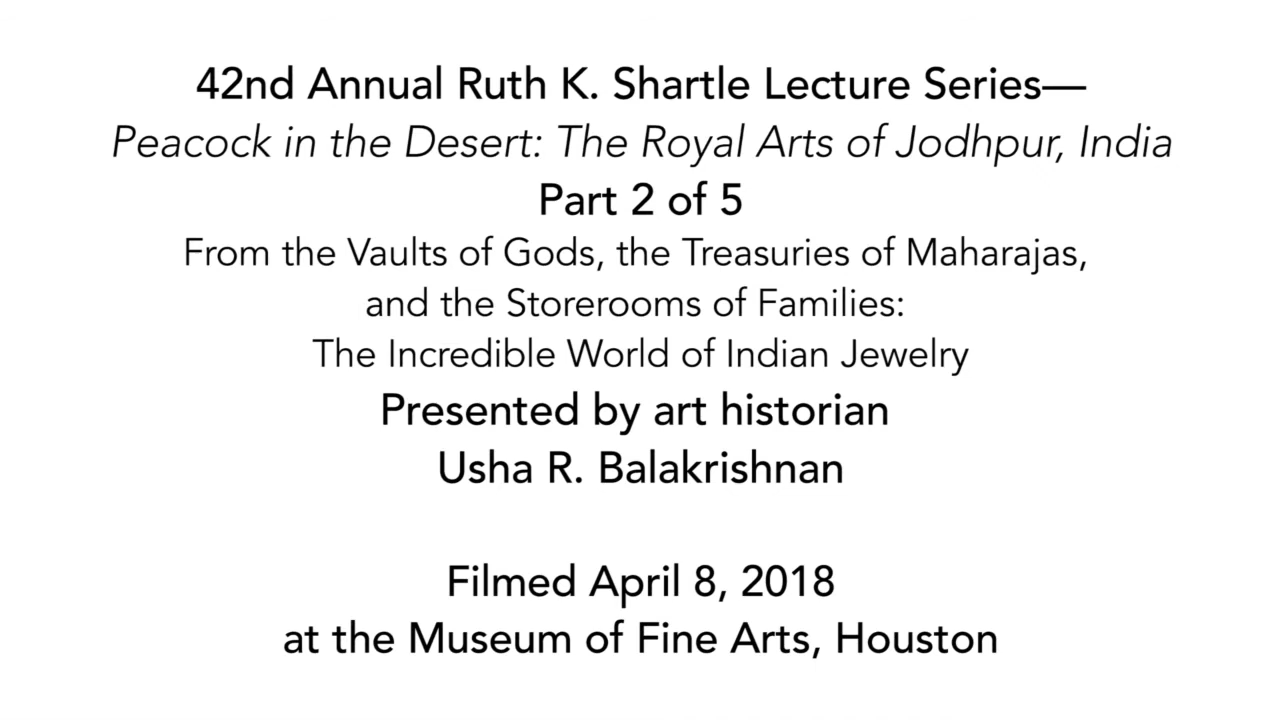 42nd Annual Ruth K. Shartle Lecture Series—
Peacock in the Desert: The Royal Arts of Jodhpur, India
Part 2 of 5
From the Vaults of Gods, the Treasuries of Maharajas,
and the Storerooms of Families:
The Incredible World of Indian Jewelry
Presented by art historian
Usha R. Balakrishnan
Filmed April 8, 2018
at the Museum of Fine Arts, Houston